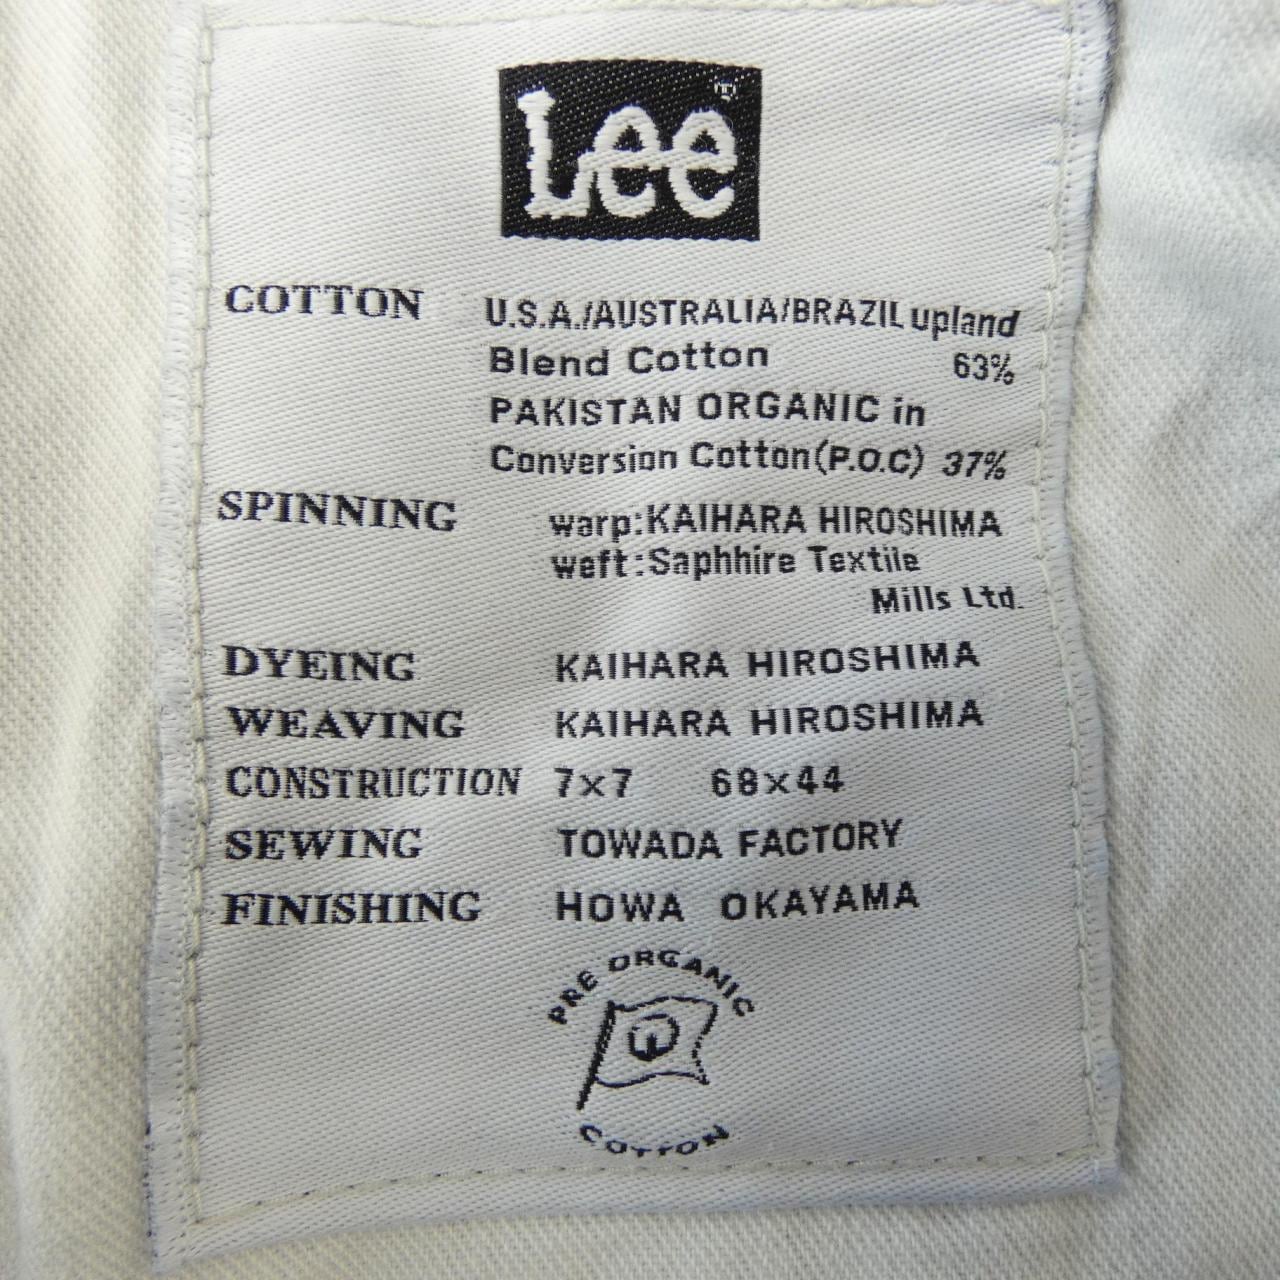 Lee
COTTON U.S.A./AUSTRALIA/BRAZIL upland
Blend Cotton 63%
PAKISTAN ORGANIC in
Conversion Cotton(P.O.C) 37%
SPINNING warp:KAIHARA HIROSHIMA
weft:Saphhire Textile
Mills Ltd.
DYEING KAIHARA HIROSHIMA
WEAVING KAIHARA HIROSHIMA
CONSTRUCTION 7×7 68×44
SEWING TOWADA FACTORY
FINISHING HOWA OKAYAMA
PRE ORGANIC
COTTON